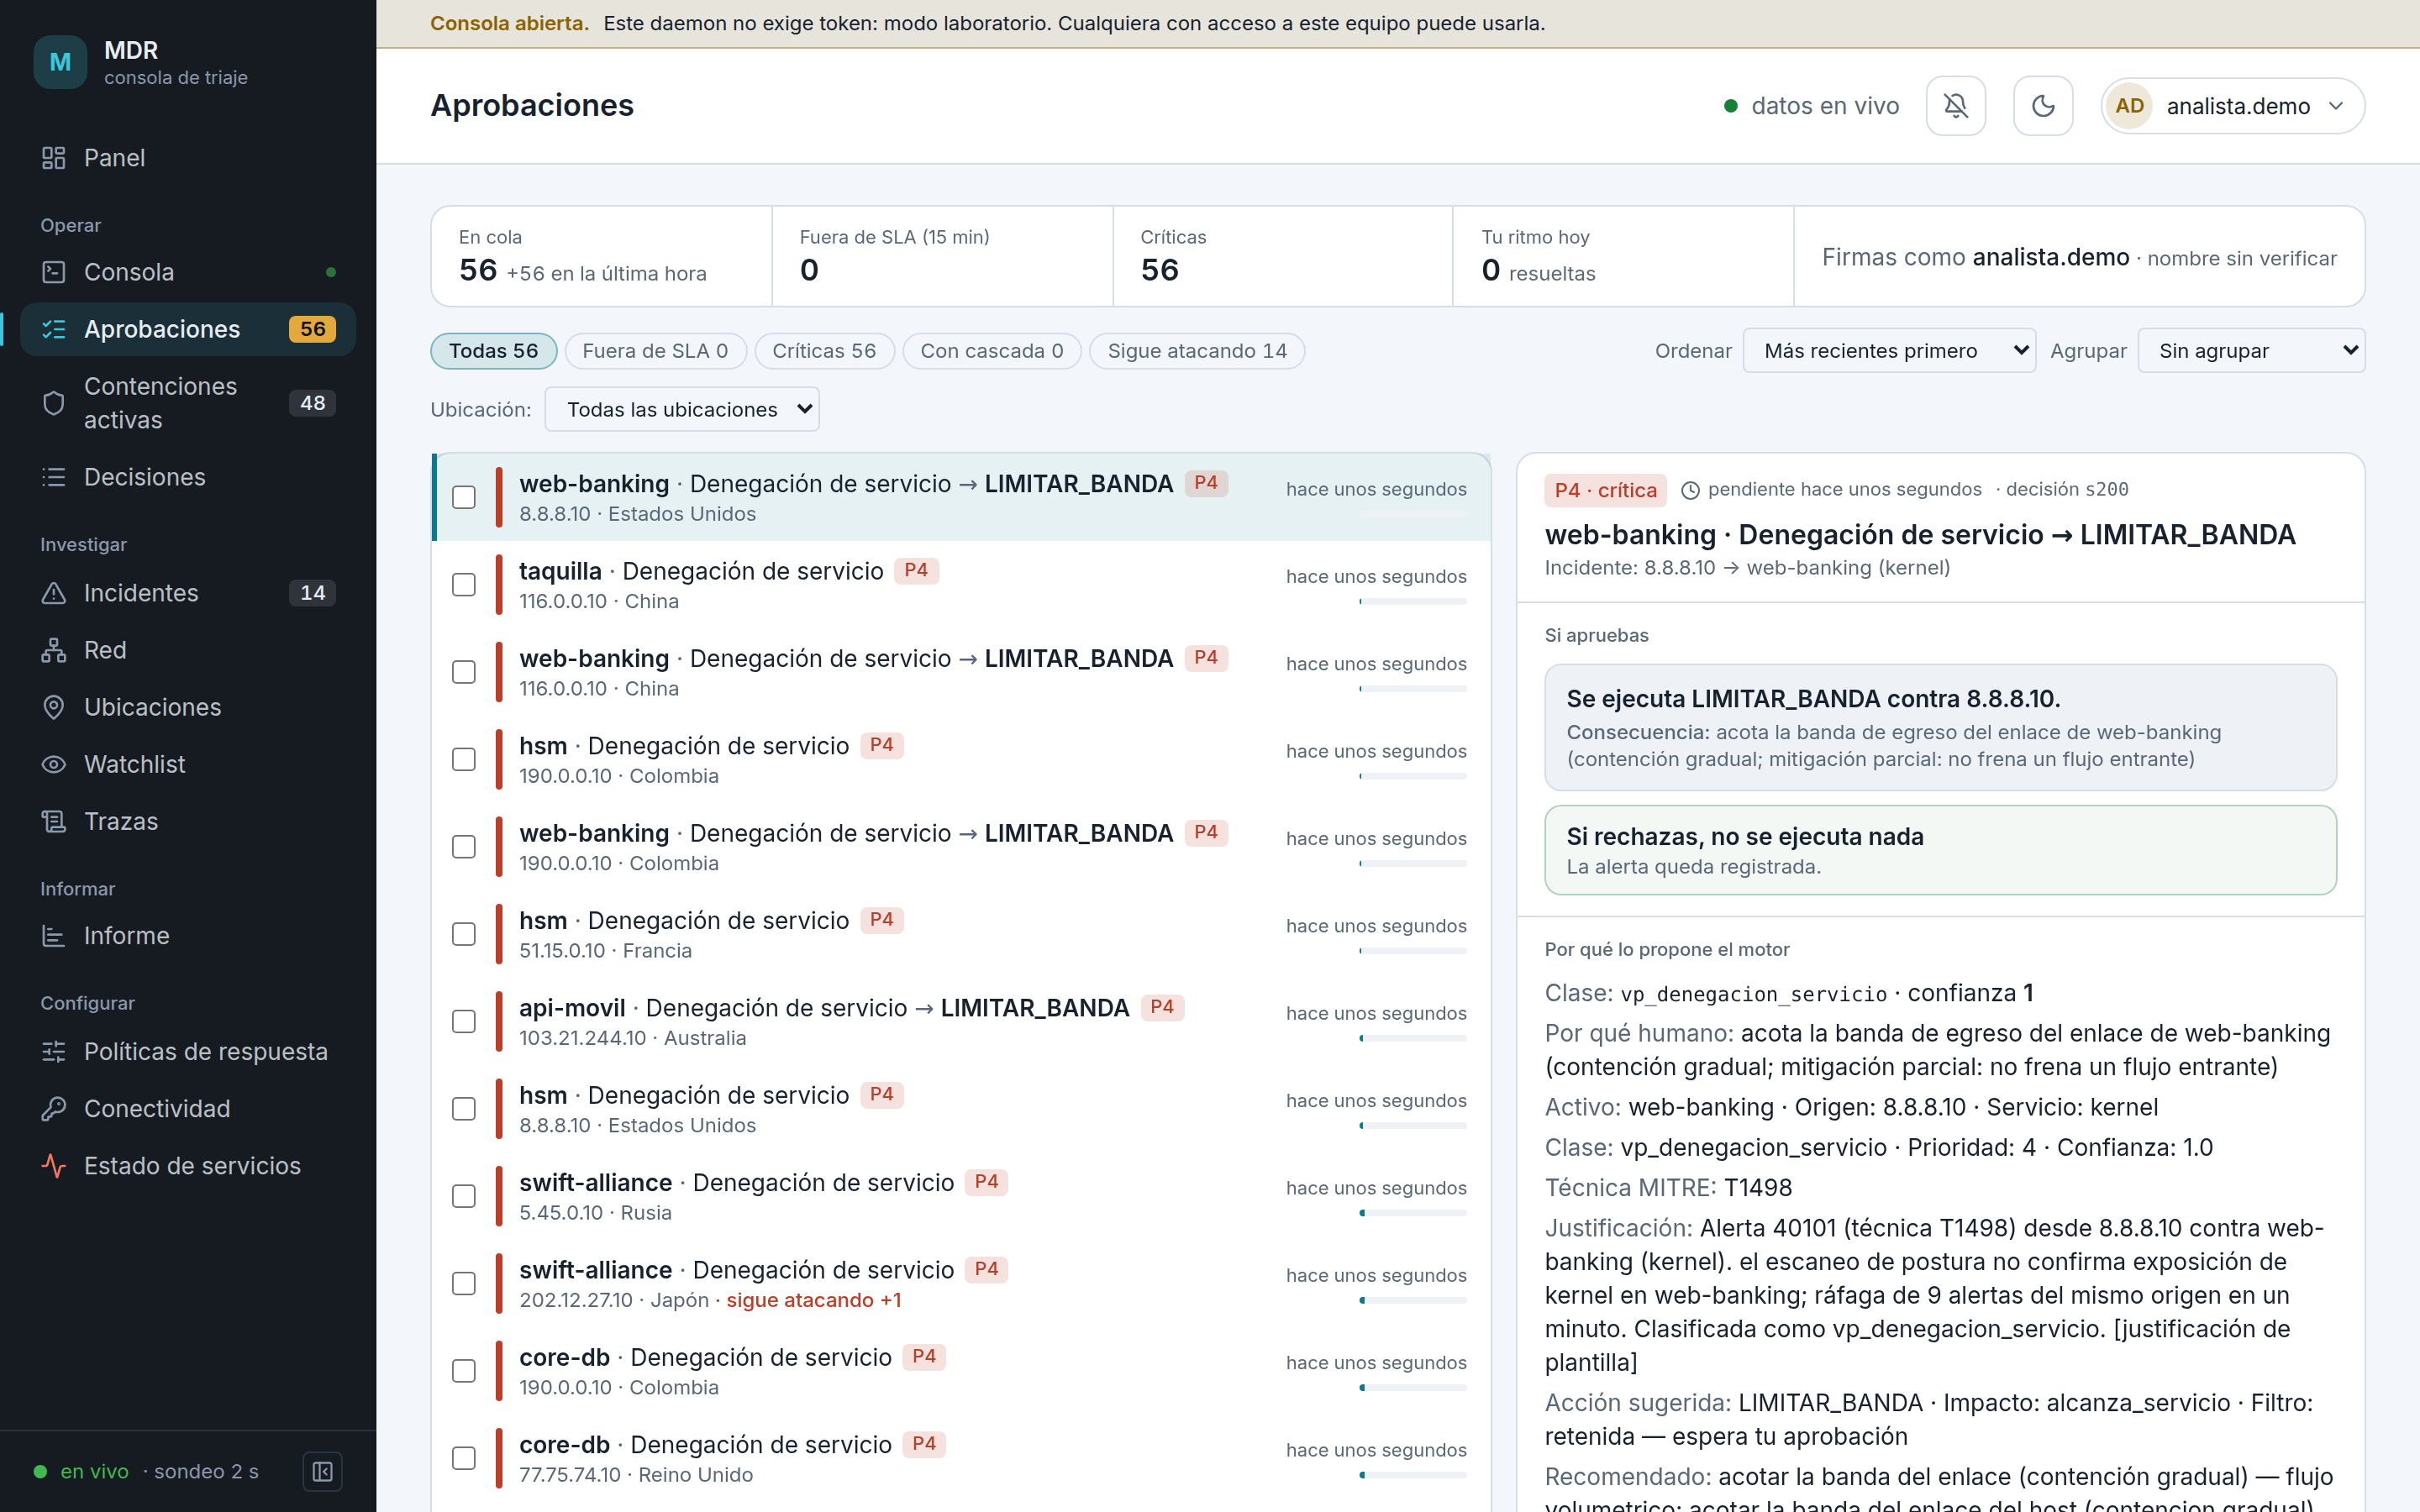 M
MDR
consola de triaje
Panel
Operar
Consola
Aprobaciones 56
Contenciones activas 48
Decisiones
Investigar
Incidentes 14
Red
Ubicaciones
Watchlist
Trazas
Informar
Informe
Configurar
Políticas de respuesta
Conectividad
Estado de servicios
en vivo · sondeo 2 s
Consola abierta. Este daemon no exige token: modo laboratorio. Cualquiera con acceso a este equipo puede usarla.
Aprobaciones
datos en vivo
AD analista.demo
En cola
56 +56 en la última hora
Fuera de SLA (15 min)
0
Críticas
56
Tu ritmo hoy
0 resueltas
Firmas como analista.demo · nombre sin verificar
Todas 56 Fuera de SLA 0 Críticas 56 Con cascada 0 Sigue atacando 14
Ordenar Más recientes primero Agrupar Sin agrupar
Ubicación: Todas las ubicaciones
web-banking · Denegación de servicio → LIMITAR_BANDA P4 hace unos segundos
8.8.8.10 · Estados Unidos
taquilla · Denegación de servicio P4 hace unos segundos
116.0.0.10 · China
web-banking · Denegación de servicio → LIMITAR_BANDA P4 hace unos segundos
116.0.0.10 · China
hsm · Denegación de servicio P4 hace unos segundos
190.0.0.10 · Colombia
web-banking · Denegación de servicio → LIMITAR_BANDA P4 hace unos segundos
190.0.0.10 · Colombia
hsm · Denegación de servicio P4 hace unos segundos
51.15.0.10 · Francia
api-movil · Denegación de servicio → LIMITAR_BANDA P4 hace unos segundos
103.21.244.10 · Australia
hsm · Denegación de servicio P4 hace unos segundos
8.8.8.10 · Estados Unidos
swift-alliance · Denegación de servicio P4 hace unos segundos
5.45.0.10 · Rusia
swift-alliance · Denegación de servicio P4 hace unos segundos
202.12.27.10 · Japón · sigue atacando +1
core-db · Denegación de servicio P4 hace unos segundos
190.0.0.10 · Colombia
core-db · Denegación de servicio P4 hace unos segundos
77.75.74.10 · Reino Unido
P4 · crítica pendiente hace unos segundos · decisión s200
web-banking · Denegación de servicio → LIMITAR_BANDA
Incidente: 8.8.8.10 → web-banking (kernel)
Si apruebas
Se ejecuta LIMITAR_BANDA contra 8.8.8.10.
Consecuencia: acota la banda de egreso del enlace de web-banking
(contención gradual; mitigación parcial: no frena un flujo entrante)
Si rechazas, no se ejecuta nada
La alerta queda registrada.
Por qué lo propone el motor
Clase: vp_denegacion_servicio · confianza 1
Por qué humano: acota la banda de egreso del enlace de web-banking
(contención gradual; mitigación parcial: no frena un flujo entrante)
Activo: web-banking · Origen: 8.8.8.10 · Servicio: kernel
Clase: vp_denegacion_servicio · Prioridad: 4 · Confianza: 1.0
Técnica MITRE: T1498
Justificación: Alerta 40101 (técnica T1498) desde 8.8.8.10 contra web-
banking (kernel). el escaneo de postura no confirma exposición de
kernel en web-banking; ráfaga de 9 alertas del mismo origen en un
minuto. Clasificada como vp_denegacion_servicio. [justificación de
plantilla]
Acción sugerida: LIMITAR_BANDA · Impacto: alcanza_servicio · Filtro:
retenida — espera tu aprobación
Recomendado: acotar la banda del enlace (contención gradual) — flujo
volumetrico: acotar la banda del enlace del host (contencion gradual)